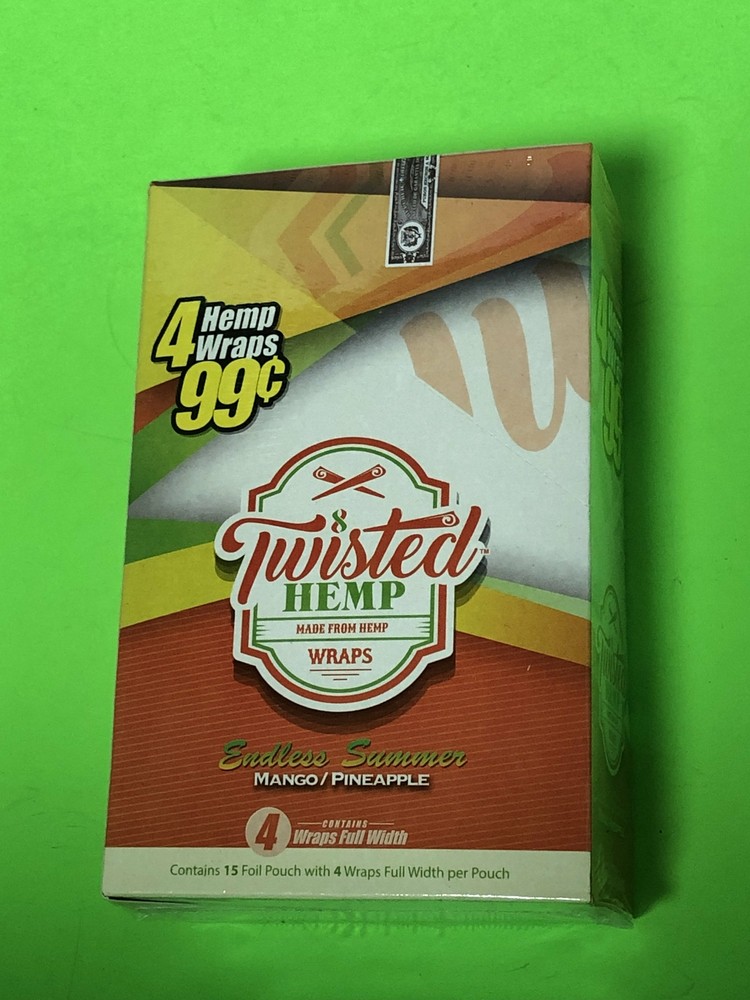 4 Hemp
Wraps
99¢
Twisted™
HEMP
MADE FROM HEMP
WRAPS
Endless Summer
MANGO / PINEAPPLE
4 CONTAINS
Wraps Full Width
Contains 15 Foil Pouch with 4 Wraps Full Width per Pouch